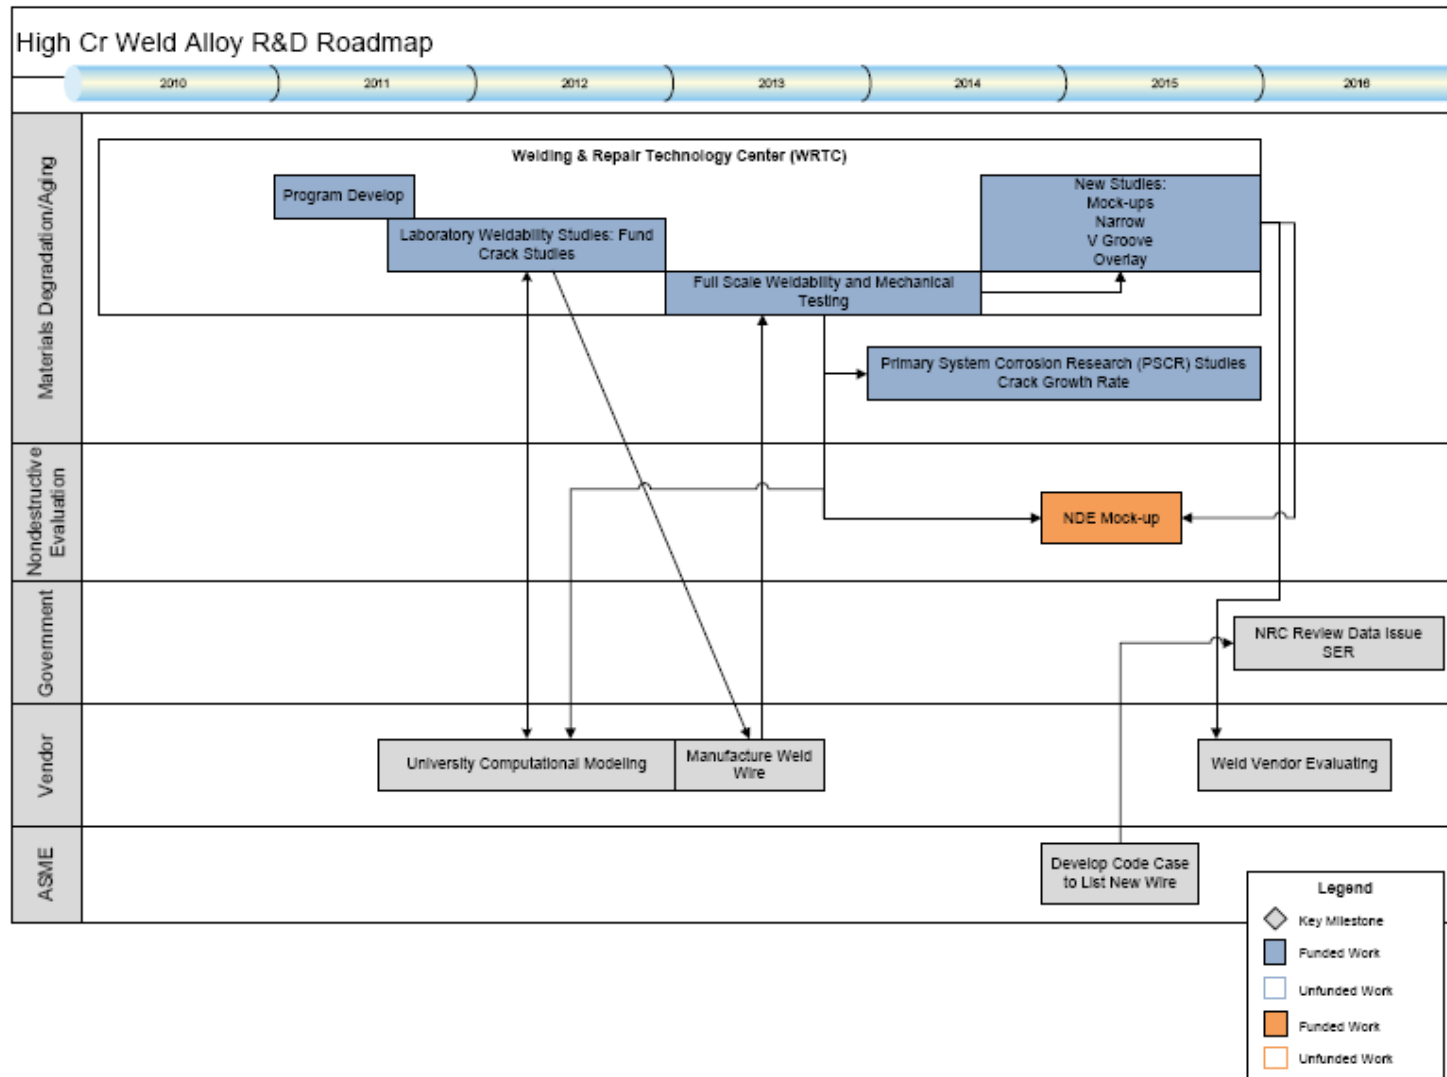 High Cr Weld Alloy R&D Roadmap
2010
2011
2012
2013
2014
2015
2016
Materials Degradation/Aging
Welding & Repair Technology Center (WRTC)
Program Develop
Laboratory Weldability Studies: Fund
Crack Studies
Full Scale Weldability and Mechanical
Testing
New Studies:
Mock-ups
Narrow
V Groove
Overlay
Primary System Corrosion Research (PSCR) Studies
Crack Growth Rate
Nondestructive
Evaluation
NDE Mock-up
Government
NRC Review Data Issue
SER
Vendor
University Computational Modeling
Manufacture Weld
Wire
Weld Vendor Evaluating
ASME
Develop Code Case
to List New Wire
Legend
Key Milestone
Funded Work
Unfunded Work
Funded Work
Unfunded Work